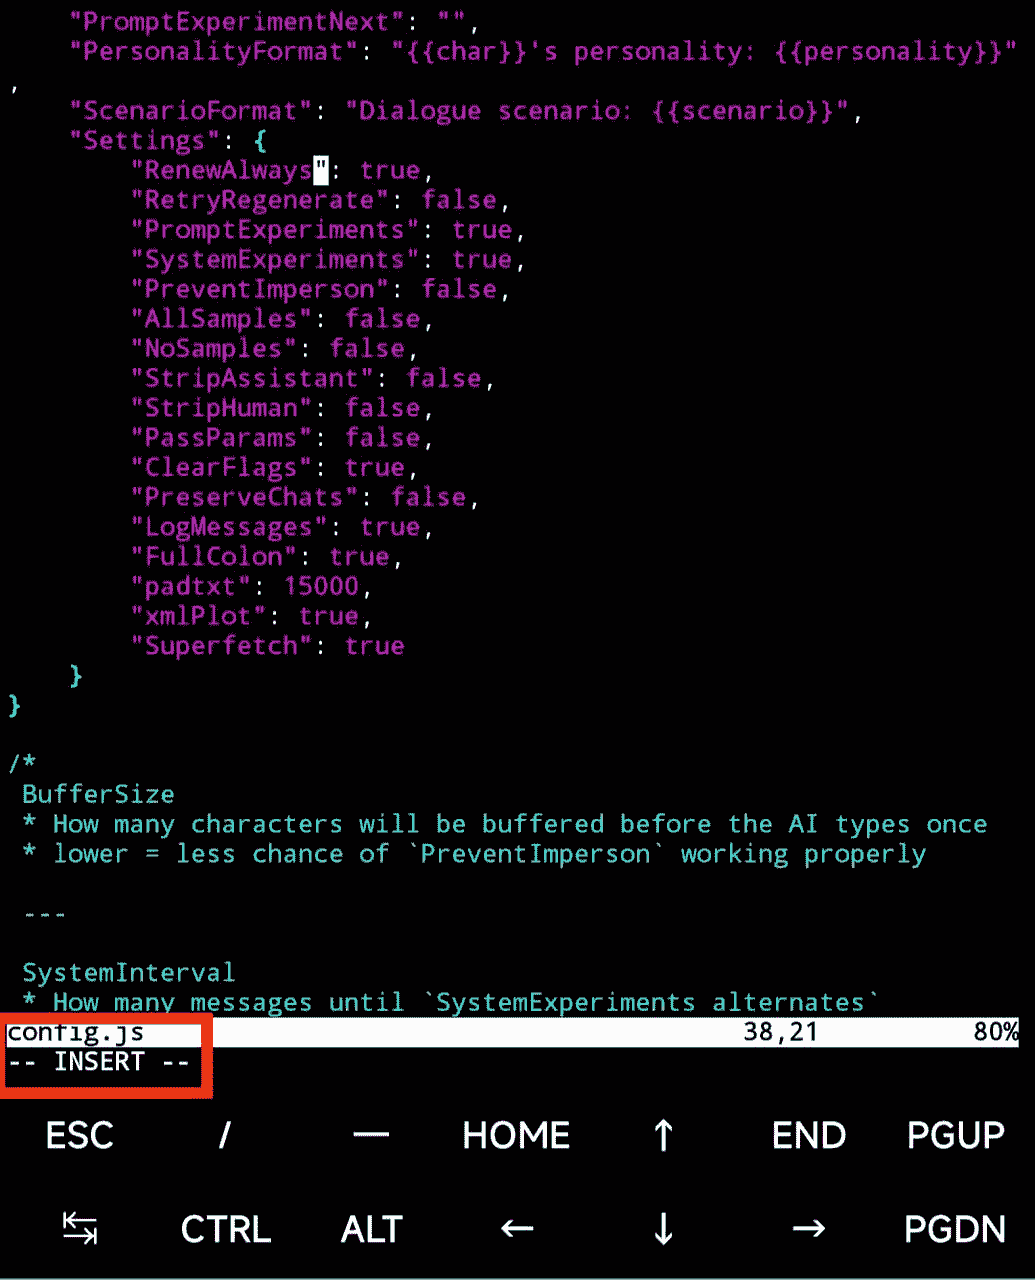 "PromptExperimentNext": "",
"PersonalityFormat": "{{char}}'s personality: {{personality}}"
,
"ScenarioFormat": "Dialogue scenario: {{scenario}}",
"Settings": {
"RenewAlways": true,
"RetryRegenerate": false,
"PromptExperiments": true,
"SystemExperiments": true,
"PreventImperson": false,
"AllSamples": false,
"NoSamples": false,
"StripAssistant": false,
"StripHuman": false,
"PassParams": false,
"ClearFlags": true,
"PreserveChats": false,
"LogMessages": true,
"FullColon": true,
"padtxt": 15000,
"xmlPlot": true,
"Superfetch": true
}
}
/*
BufferSize
* How many characters will be buffered before the AI types once
* lower = less chance of `PreventImperson` working properly
---
SystemInterval
* How many messages until `SystemExperiments alternates`
config.js 38,21 80%
-- INSERT --
ESC / — HOME ↑ END PGUP
↹ CTRL ALT ← ↓ → PGDN